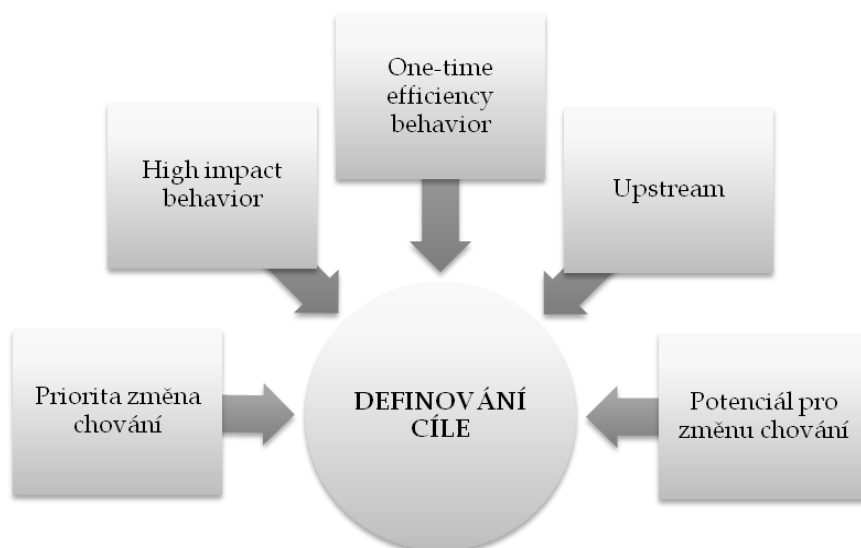 One-time
efficiency
behavior
High impact
behavior
Upstream
Priorita změna
chování
DEFINOVÁNÍ
CÍLE
Potenciál pro
změnu chování